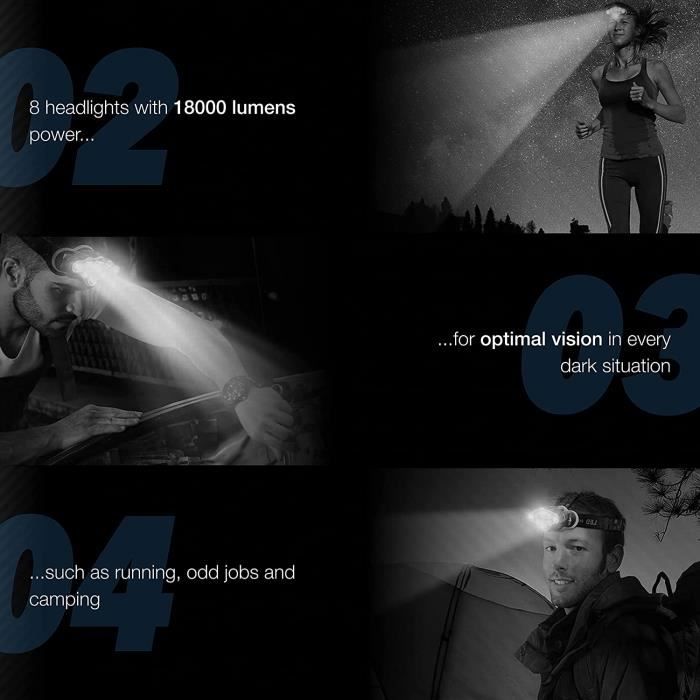 02
8 headlights with 18000 lumens
power...
03
...for optimal vision in every
dark situation
04
...such as running, odd jobs and
camping
LED